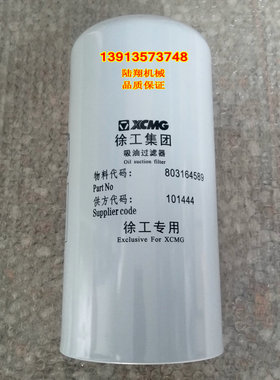 13913573748
陆翔机械
品质保证
XCMG
徐工集团
吸油过滤器
Oil suction filter
物料代码: 803164589
Part No
供方代码: 101444
Supplier code
徐工专用
Exclusive For XCMG